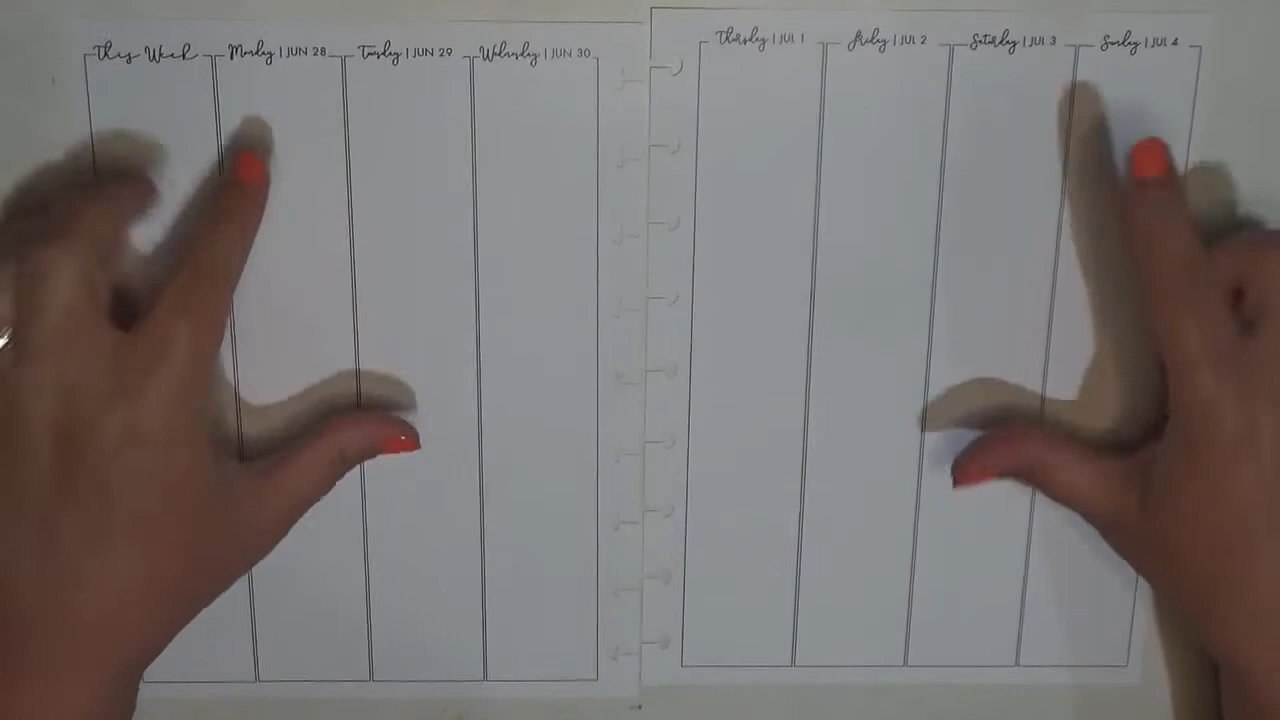 This Week
Monday | JUN 28
Tuesday | JUN 29
Wednesday | JUN 30
Thursday | JUL 1
Friday | JUL 2
Saturday | JUL 3
Sunday | JUL 4